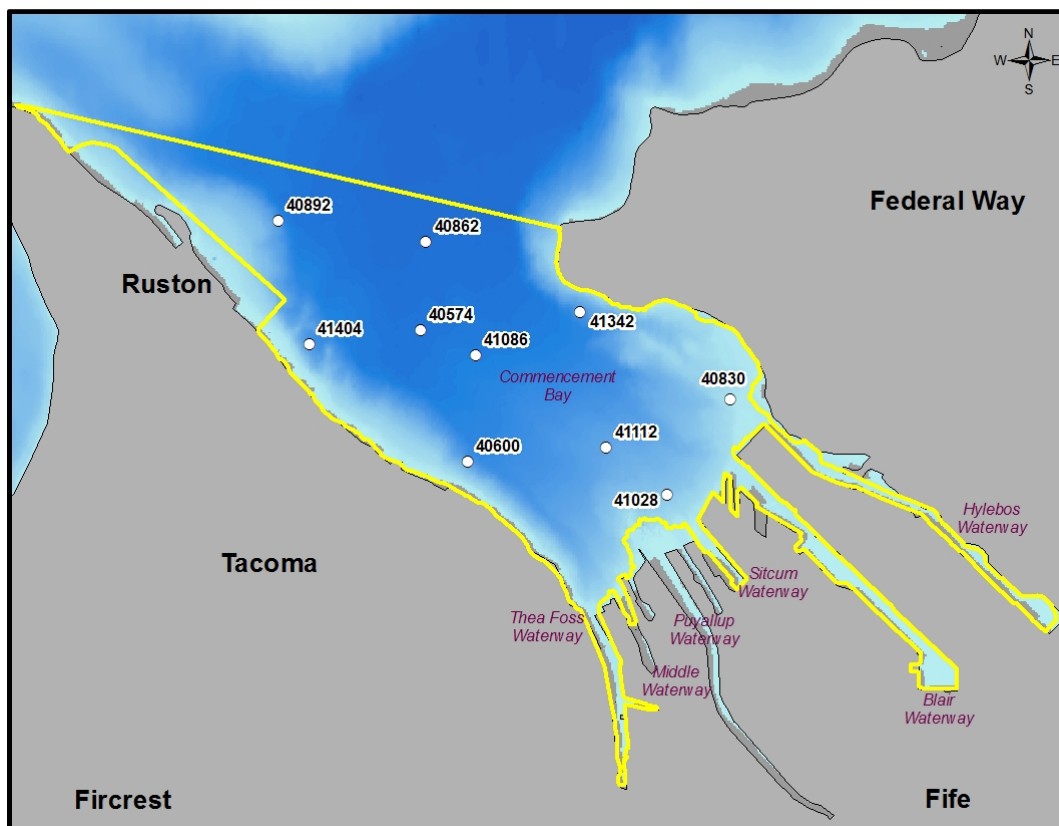 N
W E
S
Federal Way
40892
40862
Ruston
41404
40574
41086
41342
Commencement
Bay
40830
40600
41112
41028
Hylebos
Waterway
Tacoma
Sitcum
Waterway
Thea Foss
Waterway
Puyallup
Waterway
Middle
Waterway
Blair
Waterway
Fircrest
Fife